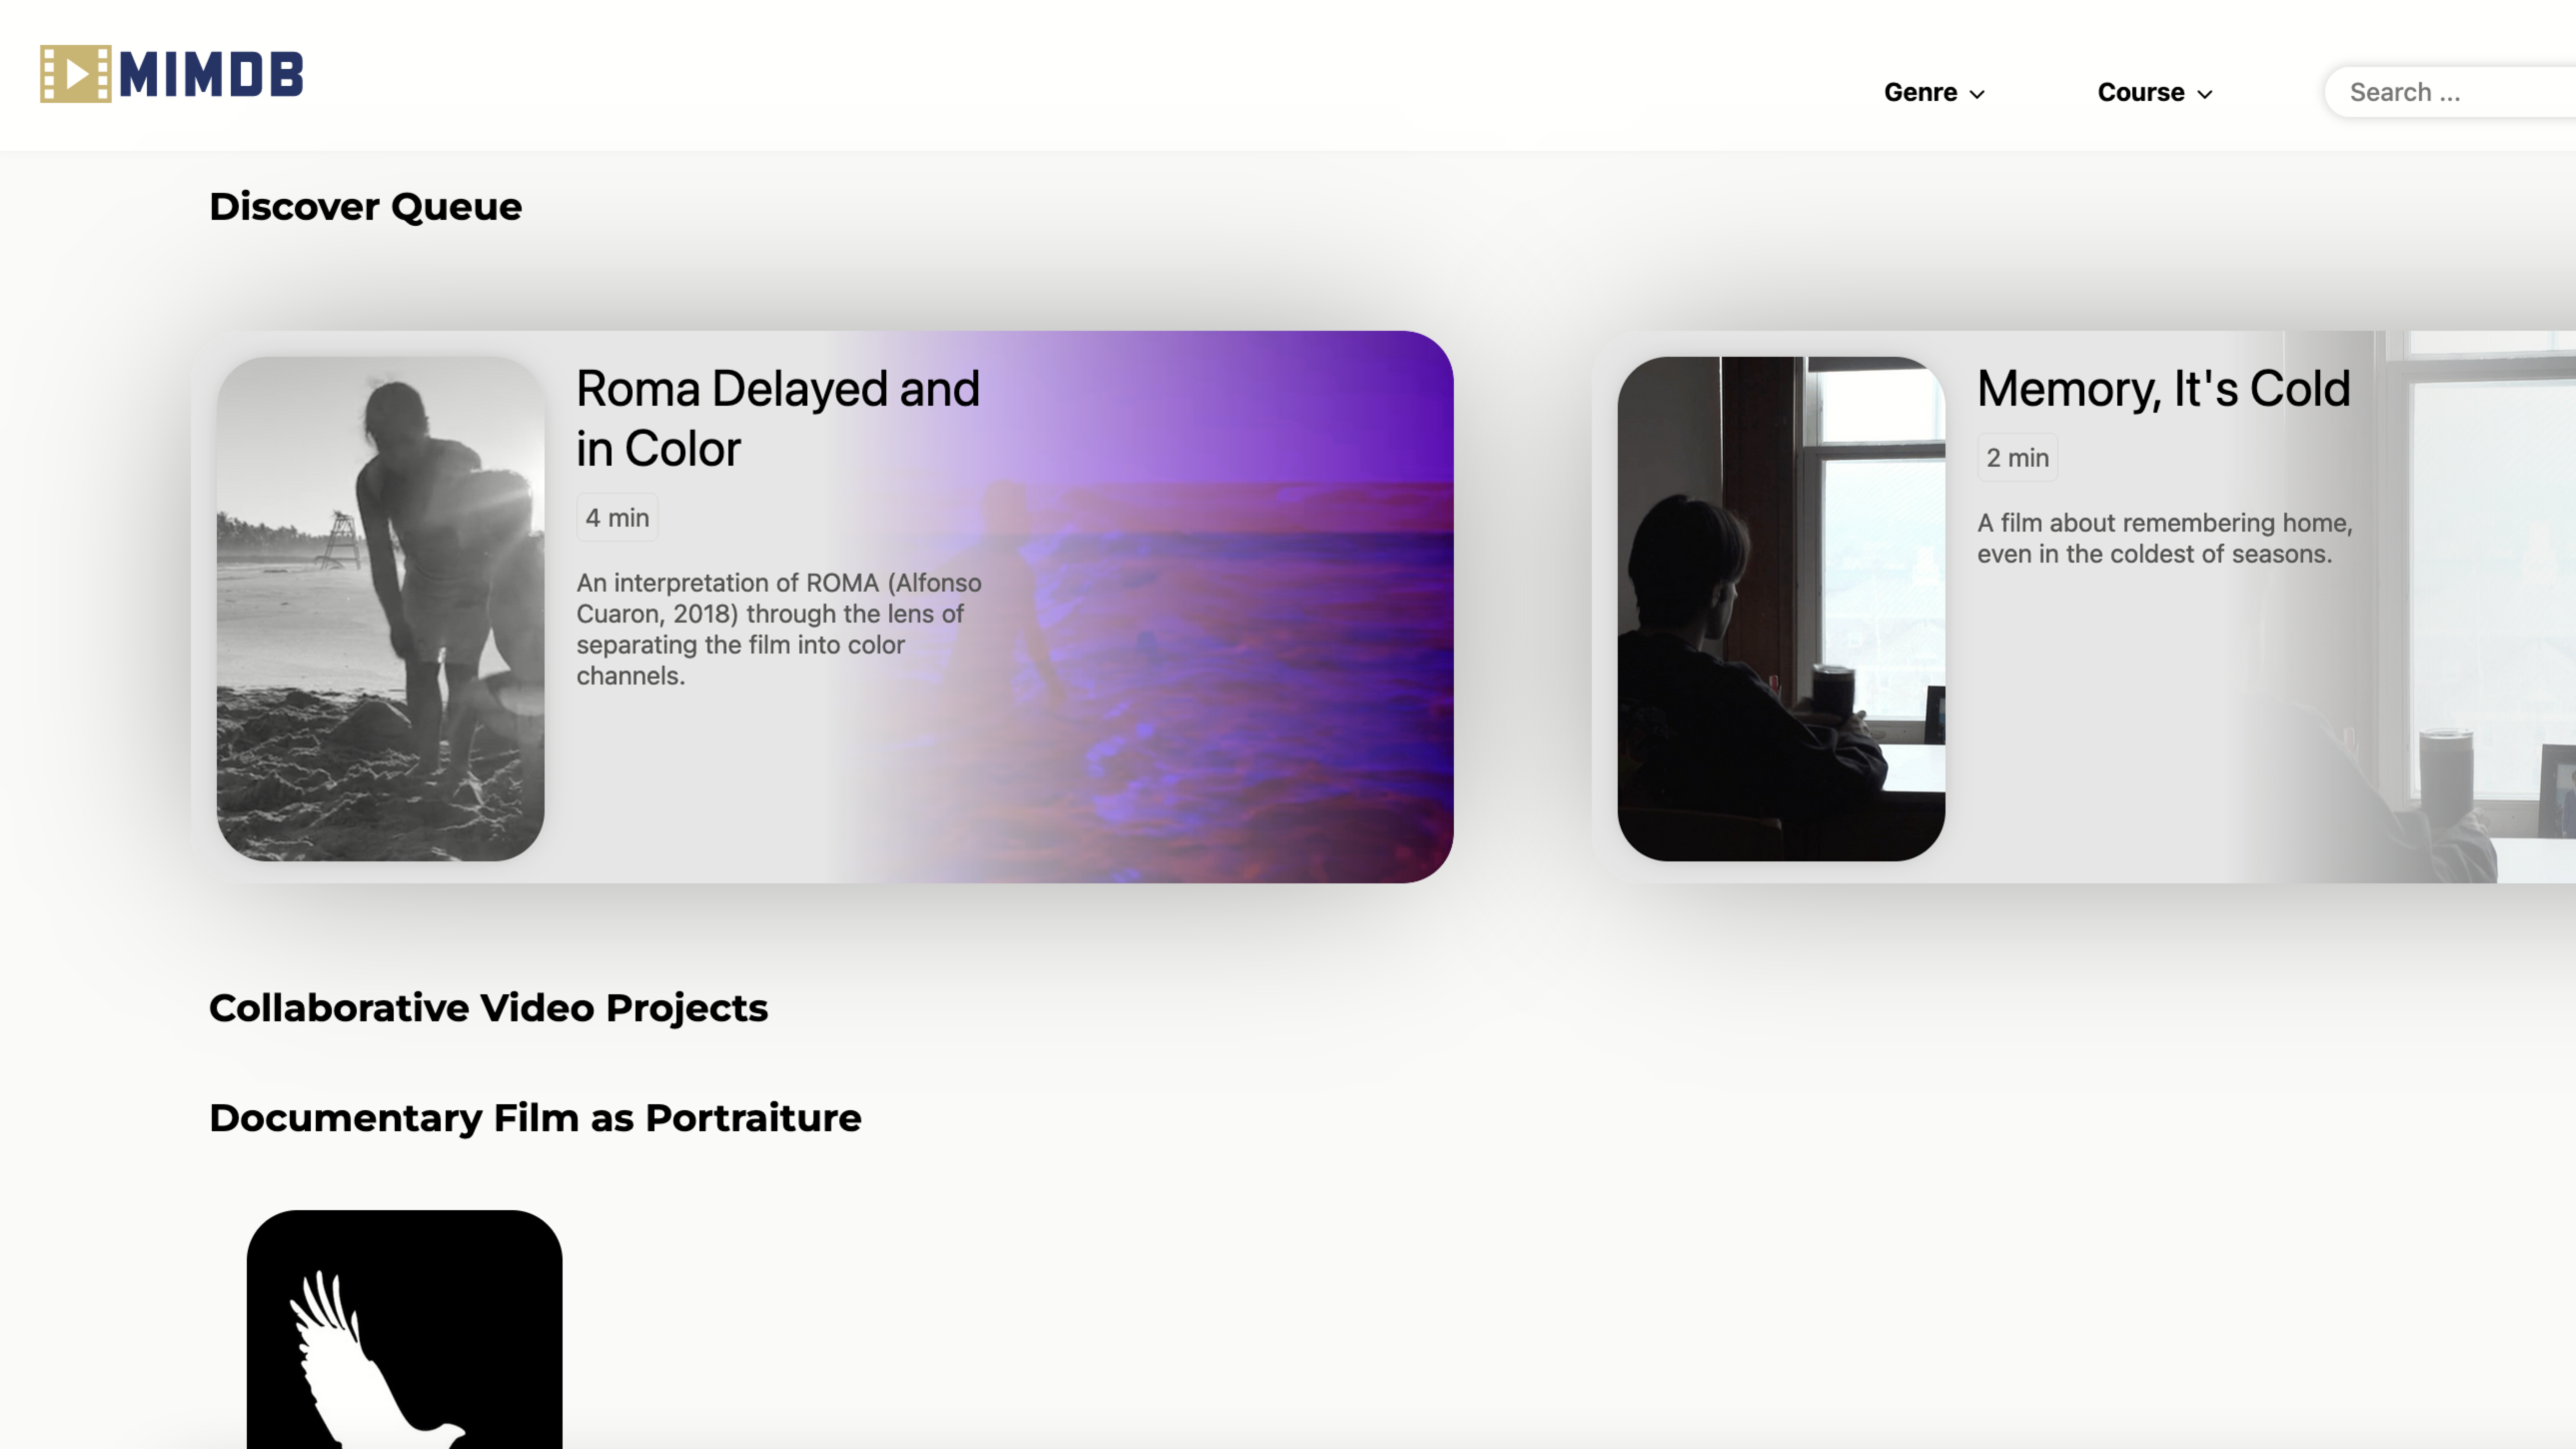 MIMDB
Genre
Course
Search ...
Discover Queue
Roma Delayed and
in Color
4 min
An interpretation of ROMA (Alfonso
Cuaron, 2018) through the lens of
separating the film into color
channels.
Memory, It's Cold
2 min
A film about remembering home,
even in the coldest of seasons.
Collaborative Video Projects
Documentary Film as Portraiture